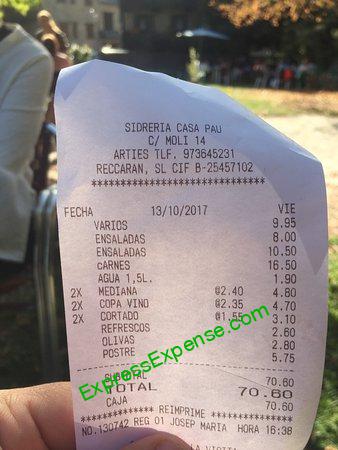 SIDRERIA CASA PAU
C/ MOLI 14
ARTIES TLF. 973645231
RECCARAN, SL CIF B-25457102
******************************
FECHA 13/10/2017 VIE
VARIOS 9.95
ENSALADAS 8.00
ENSALADAS 10.50
CARNES 16.50
AGUA 1,5L. 1.90
2X MEDIANA @2.40 4.80
2X COPA VINO @2.35 4.70
2X CORTADO @1.55 3.10
REFRESCOS 2.60
OLIVAS 2.80
POSTRE 5.75
SUBTOTAL 70.60
TOTAL 70.60
CAJA 70.60
*************** REIMPRIME ***************
NO.130742 REG 01 JOSEP MARIA HORA 16:38
LA VISITA
ExpressExpense.com